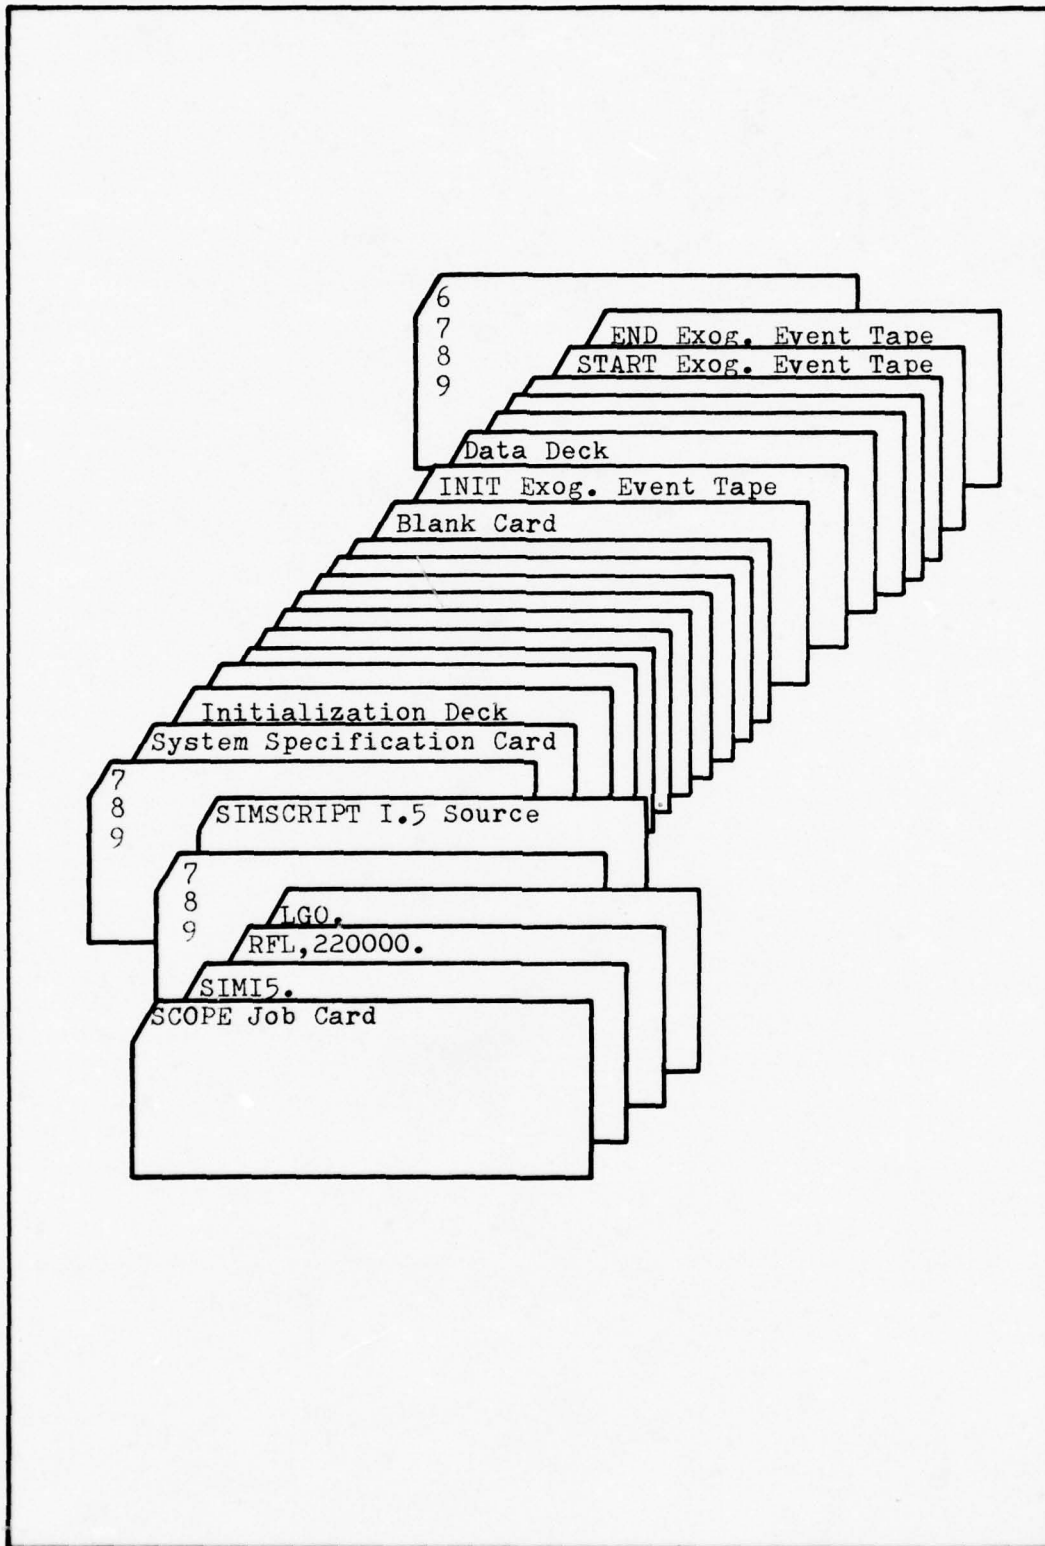 6
7
8
9
END Exog. Event Tape
START Exog. Event Tape
Data Deck
INIT Exog. Event Tape
Blank Card
Initialization Deck
System Specification Card
7
8
9
SIMSCRIPT I.5 Source
7
8
9
LGO.
RFL,220000.
SIMI5.
SCOPE Job Card